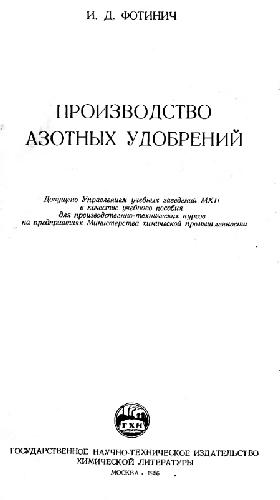 И. Д. ФОТИНИЧ
ПРОИЗВОДСТВО
АЗОТНЫХ УДОБРЕНИЙ
Допущено Управлением учебных заведений МХП
в качестве учебного пособия
для производственно-технических курсов
на предприятиях Министерства химической промышленности
ГХИ
ГОСУДАРСТВЕННОЕ НАУЧНО-ТЕХНИЧЕСКОЕ ИЗДАТЕЛЬСТВО
ХИМИЧЕСКОЙ ЛИТЕРАТУРЫ
МОСКВА · 1956